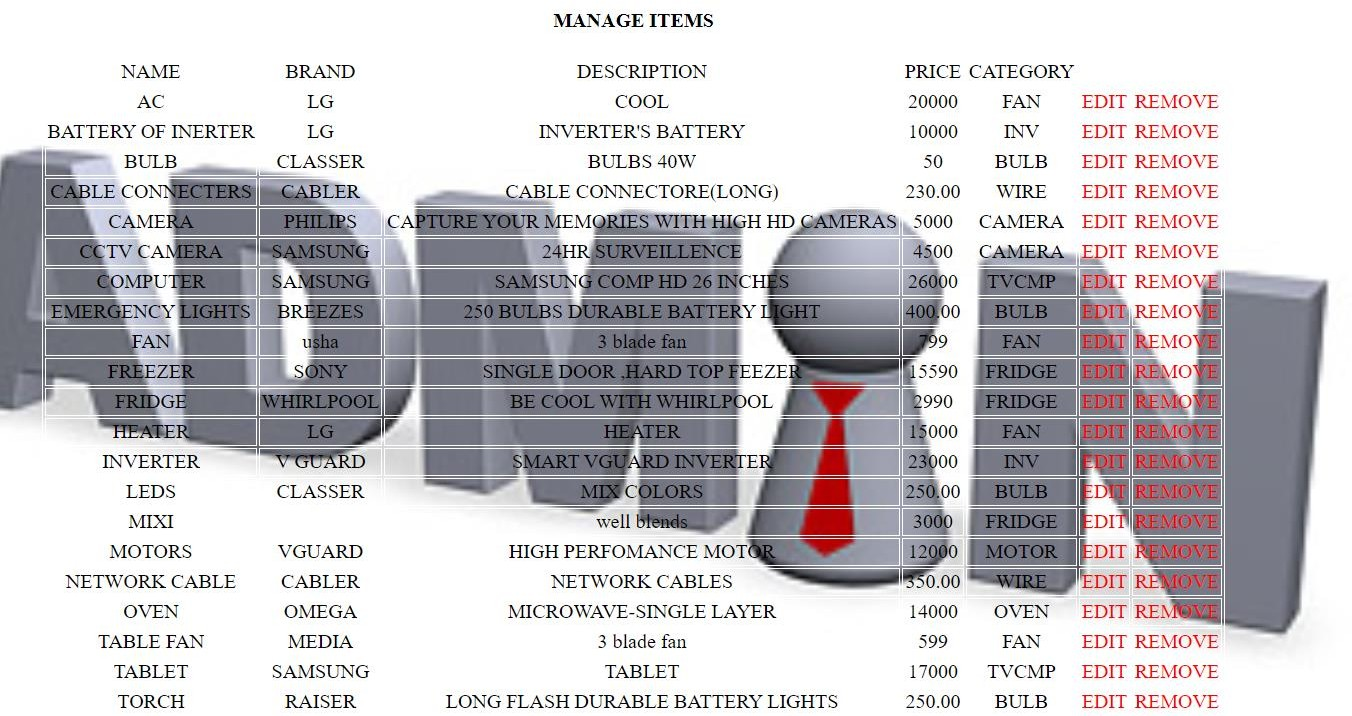 MANAGE ITEMS
NAME BRAND DESCRIPTION PRICE CATEGORY
AC LG COOL 20000 FAN EDIT REMOVE
BATTERY OF INERTER LG INVERTER'S BATTERY 10000 INV EDIT REMOVE
BULB CLASSER BULBS 40W 50 BULB EDIT REMOVE
CABLE CONNECTERS CABLER CABLE CONNECTORE(LONG) 230.00 WIRE EDIT REMOVE
CAMERA PHILIPS CAPTURE YOUR MEMORIES WITH HIGH HD CAMERAS 5000 CAMERA EDIT REMOVE
CCTV CAMERA SAMSUNG 24HR SURVEILLENCE 4500 CAMERA EDIT REMOVE
COMPUTER SAMSUNG SAMSUNG COMP HD 26 INCHES 26000 TVCMP EDIT REMOVE
EMERGENCY LIGHTS BREEZES 250 BULBS DURABLE BATTERY LIGHT 400.00 BULB EDIT REMOVE
FAN usha 3 blade fan 799 FAN EDIT REMOVE
FREEZER SONY SINGLE DOOR ,HARD TOP FEEZER 15590 FRIDGE EDIT REMOVE
FRIDGE WHIRLPOOL BE COOL WITH WHIRLPOOL 2990 FRIDGE EDIT REMOVE
HEATER LG HEATER 15000 FAN EDIT REMOVE
INVERTER V GUARD SMART VGUARD INVERTER 23000 INV EDIT REMOVE
LEDS CLASSER MIX COLORS 250.00 BULB EDIT REMOVE
MIXI well blends 3000 FRIDGE EDIT REMOVE
MOTORS VGUARD HIGH PERFOMANCE MOTOR 12000 MOTOR EDIT REMOVE
NETWORK CABLE CABLER NETWORK CABLES 350.00 WIRE EDIT REMOVE
OVEN OMEGA MICROWAVE-SINGLE LAYER 14000 OVEN EDIT REMOVE
TABLE FAN MEDIA 3 blade fan 599 FAN EDIT REMOVE
TABLET SAMSUNG TABLET 17000 TVCMP EDIT REMOVE
TORCH RAISER LONG FLASH DURABLE BATTERY LIGHTS 250.00 BULB EDIT REMOVE
ADMIN